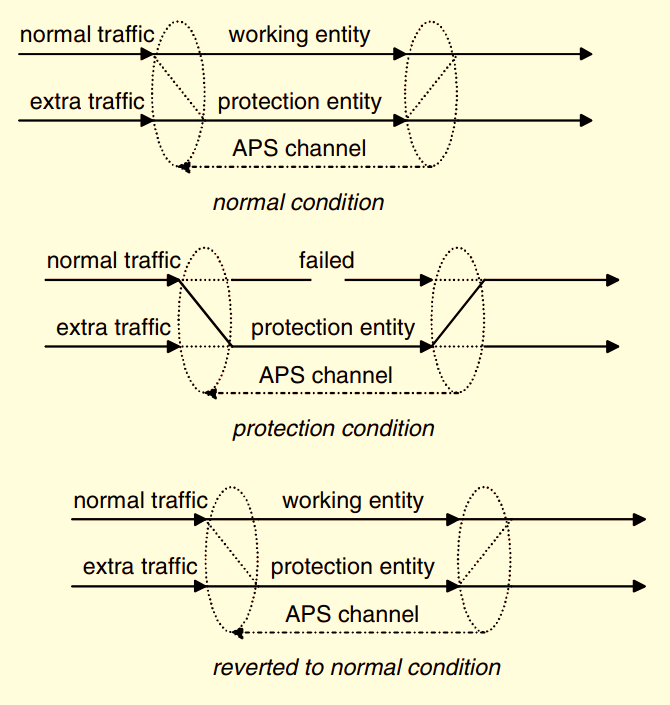 normal traffic working entity
extra traffic protection entity
APS channel
normal condition
normal traffic failed
extra traffic protection entity
APS channel
protection condition
normal traffic working entity
extra traffic protection entity
APS channel
reverted to normal condition